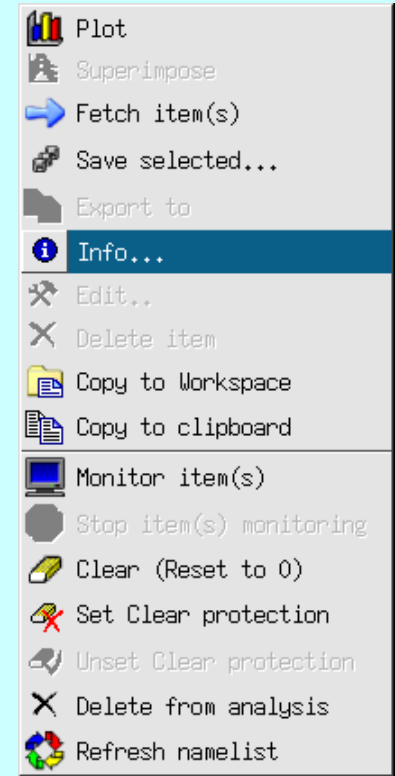 Plot
Superimpose
Fetch item(s)
Save selected...
Export to
Info...
Edit..
Delete item
Copy to Workspace
Copy to clipboard
Monitor item(s)
Stop item(s) monitoring
Clear (Reset to 0)
Set Clear protection
Unset Clear protection
Delete from analysis
Refresh namelist